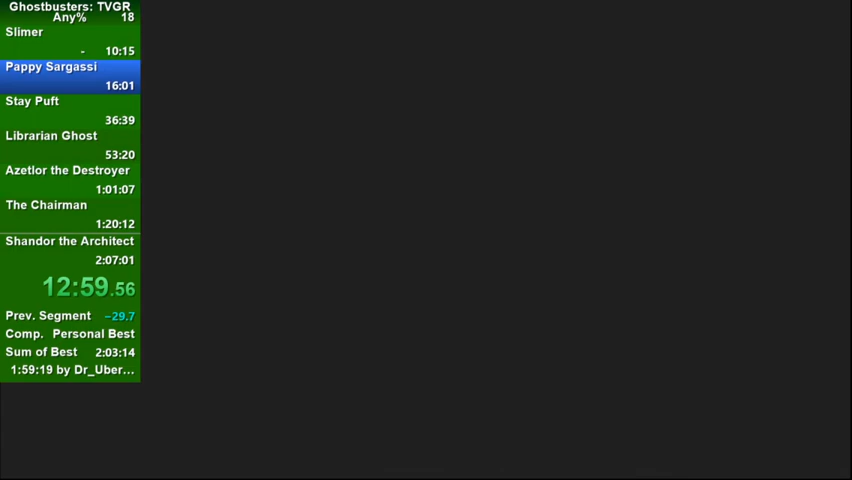 Ghostbusters: TVGR
Any% 18
Slimer
- 10:15
Pappy Sargassi
16:01
Stay Puft
36:39
Librarian Ghost
53:20
Azetlor the Destroyer
1:01:07
The Chairman
1:20:12
Shandor the Architect
2:07:01
12:59.56
Prev. Segment −29.7
Comp. Personal Best
Sum of Best 2:03:14
1:59:19 by Dr_Uber...